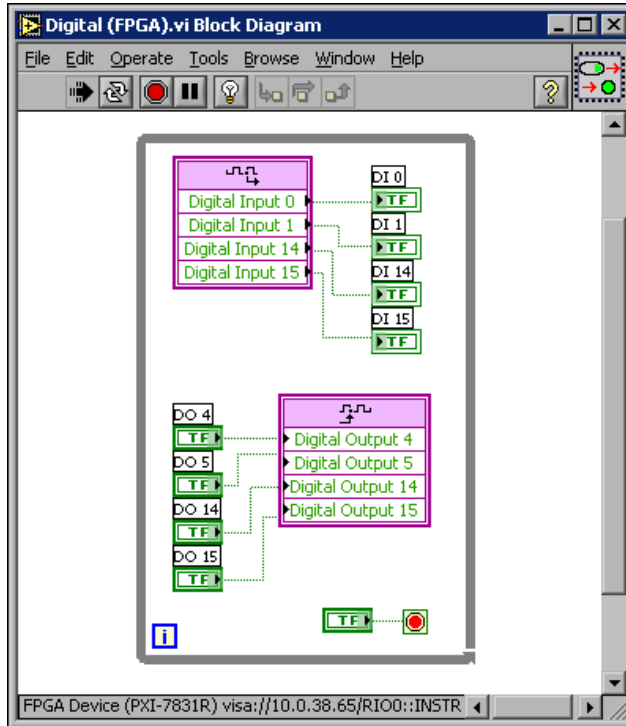 Digital (FPGA).vi Block Diagram
File Edit Operate Tools Browse Window Help
?
Digital Input 0
Digital Input 1
Digital Input 14
Digital Input 15
DI 0
TF
DI 1
TF
DI 14
TF
DI 15
TF
DO 4
TF
DO 5
TF
DO 14
TF
DO 15
TF
Digital Output 4
Digital Output 5
Digital Output 14
Digital Output 15
TF
i
FPGA Device (PXI-7831R) visa://10.0.38.65/RIO0::INSTR